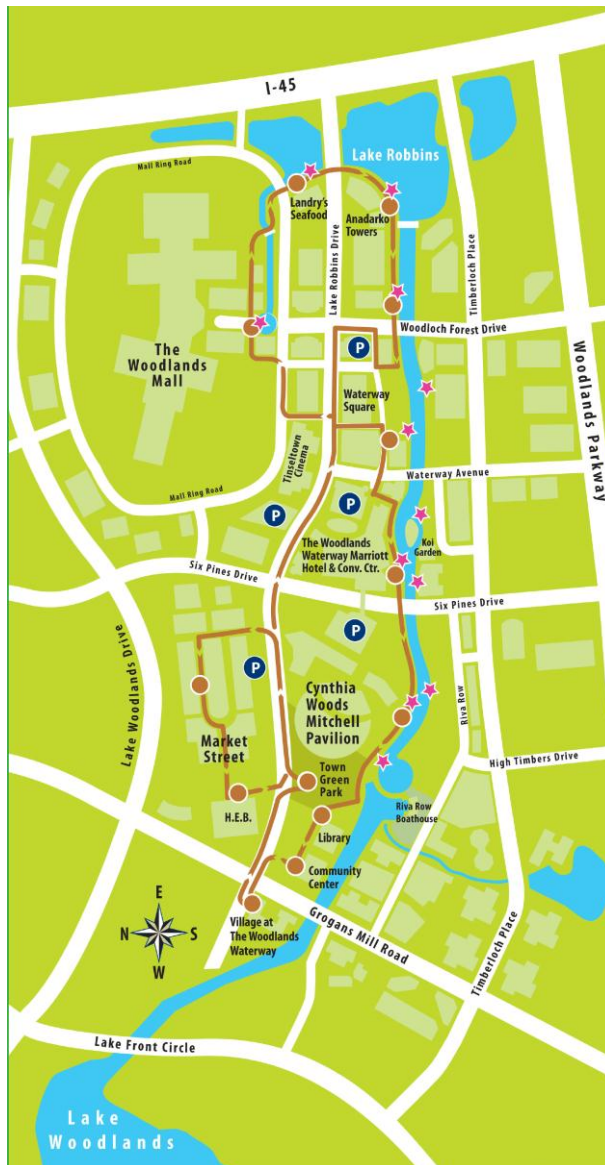 I-45
Mall Ring Road
Lake Robbins
Landry's
Seafood
Anadarko
Towers
Lake Robbins Drive
Timberloch Place
Woodloch Forest Drive
P
The
Woodlands
Mall
Woodlands Parkway
Waterway
Square
Tinseltown
Cinema
Waterway Avenue
Mall Ring Road
P
P
The Woodlands
Waterway Marriott
Hotel & Conv. Ctr.
Koi
Garden
Six Pines Drive
Six Pines Drive
P
P
Lake Woodlands Drive
Cynthia
Woods
Mitchell
Pavilion
Riva Row
Market
Street
High Timbers Drive
Town
Green
Park
H.E.B.
Riva Row
Boathouse
Library
Community
Center
Village at
The Woodlands
Waterway
Grogans Mill Road
Timberloch Place
E
N
S
W
Lake Front Circle
Lake
Woodlands